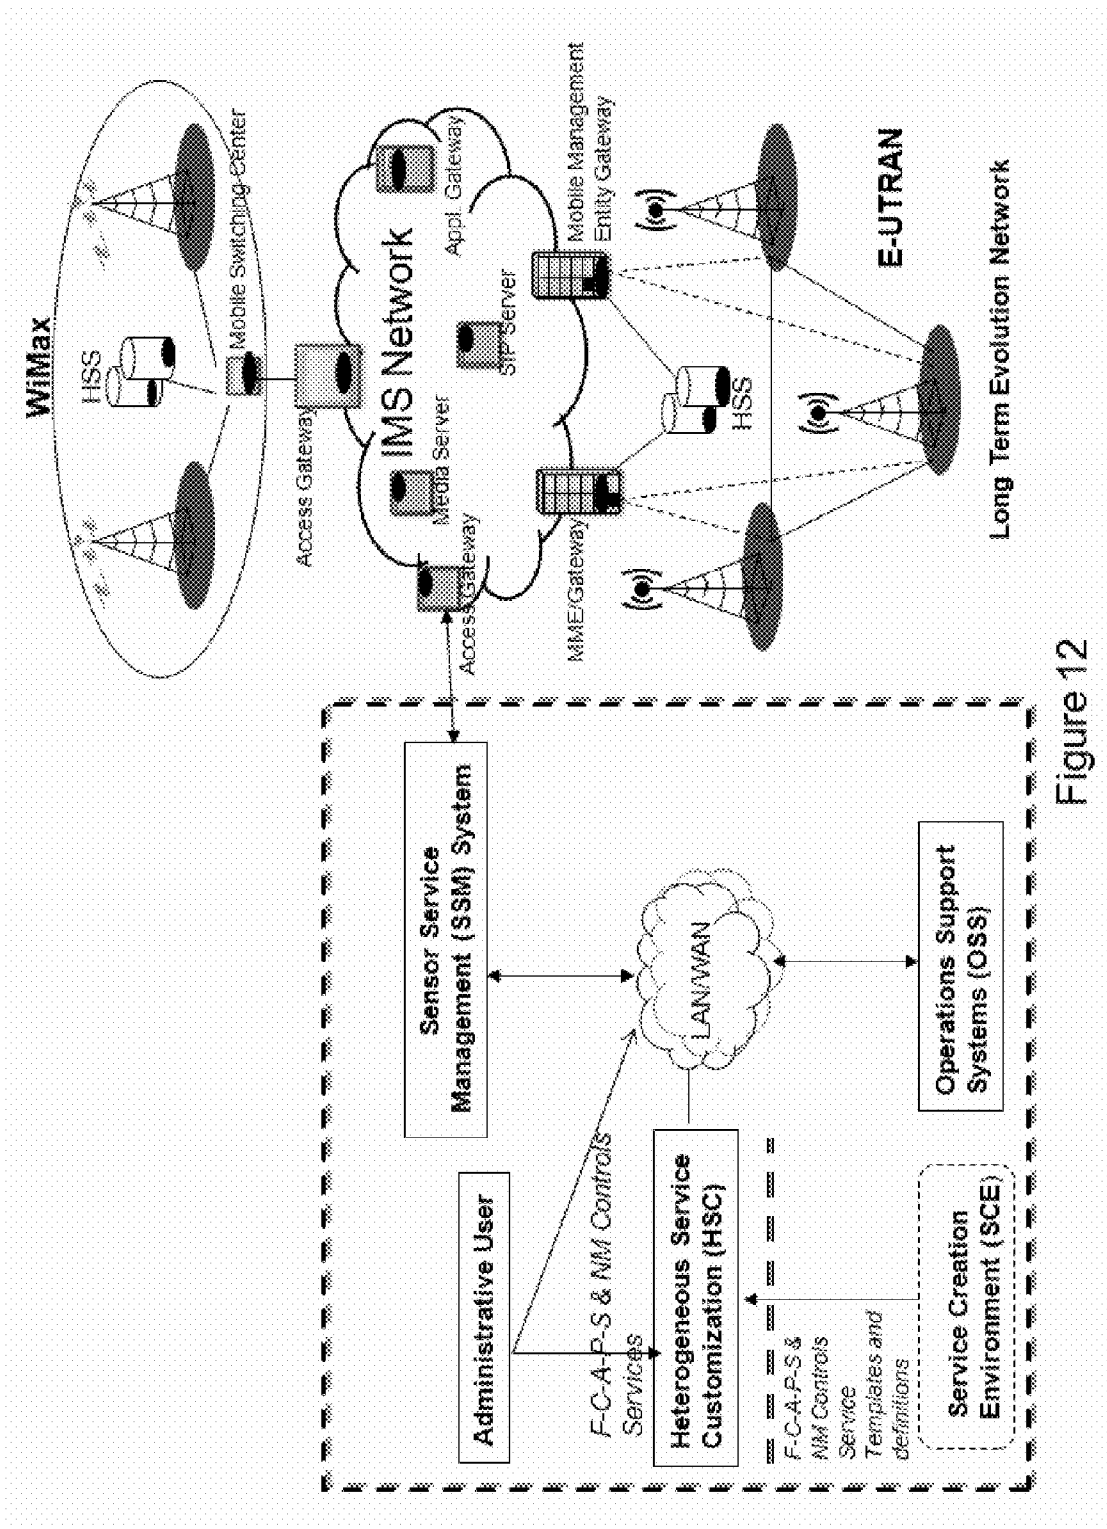 Administrative User
F-C-A-P-S & NM Controls
Services
Heterogeneous Service
Customization (HSC)
F-C-A-P-S &
NM Controls
Service
Templates and
definitions
Service Creation
Environment (SCE)
Sensor Service
Management (SSM) System
LAN/WAN
Operations Support
Systems (OSS)
WiMax
HSS
Mobile Switching Center
Access Gateway
IMS Network
Appl. Gateway
Media Server
SIP Server
Access Gateway
Mobile Management
Entity Gateway
MME/Gateway
HSS
E-UTRAN
Long Term Evolution Network
Figure 12